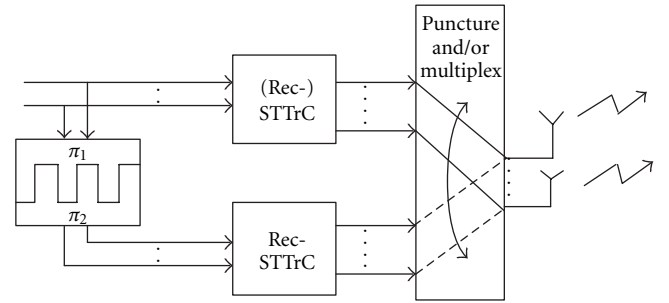 Puncture
and/or
multiplex
(Rec-)
STTrC
π1
π2
Rec-
STTrC